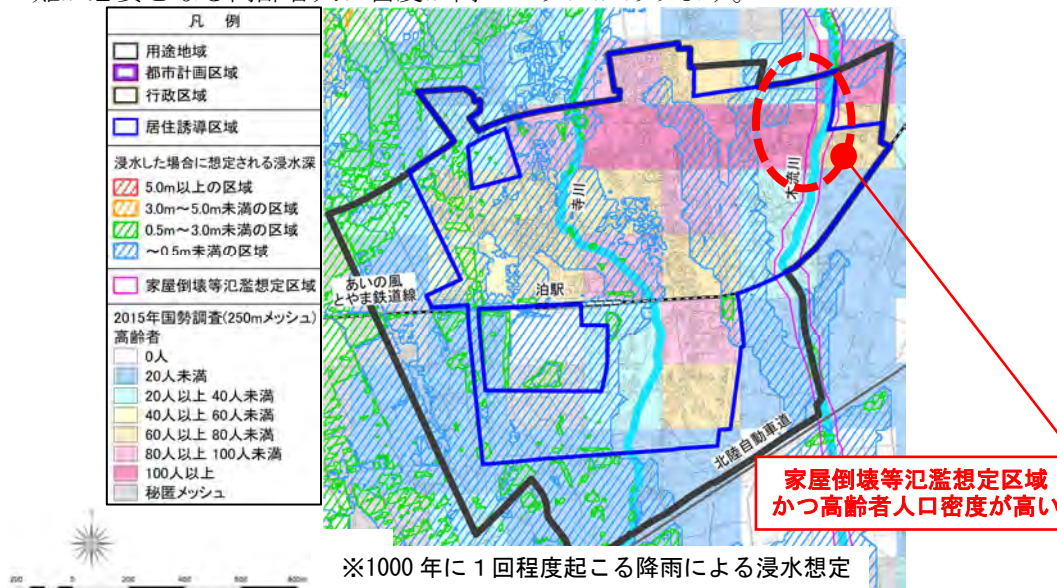 凡 例
用途地域
都市計画区域
行政区域
居住誘導区域
浸水した場合に想定される浸水深
5.0m以上の区域
3.0m～5.0m未満の区域
0.5m～3.0m未満の区域
～0.5m未満の区域
家屋倒壊等氾濫想定区域
2015年国勢調査(250mメッシュ)
高齢者
0人
20人未満
20人以上 40人未満
40人以上 60人未満
60人以上 80人未満
80人以上 100人未満
100人以上
秘匿メッシュ
寺川
木流川
あいの風
とやま鉄道線
泊駅
北陸自動車道
家屋倒壊等氾濫想定区域
かつ高齢者人口密度が高い
※1000年に1回程度起こる降雨による浸水想定